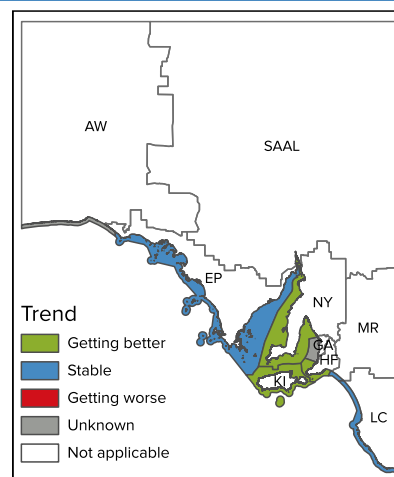 AW
SAAL
EP
NY
MR
GA
HF
KI
LC
Trend
Getting better
Stable
Getting worse
Unknown
Not applicable